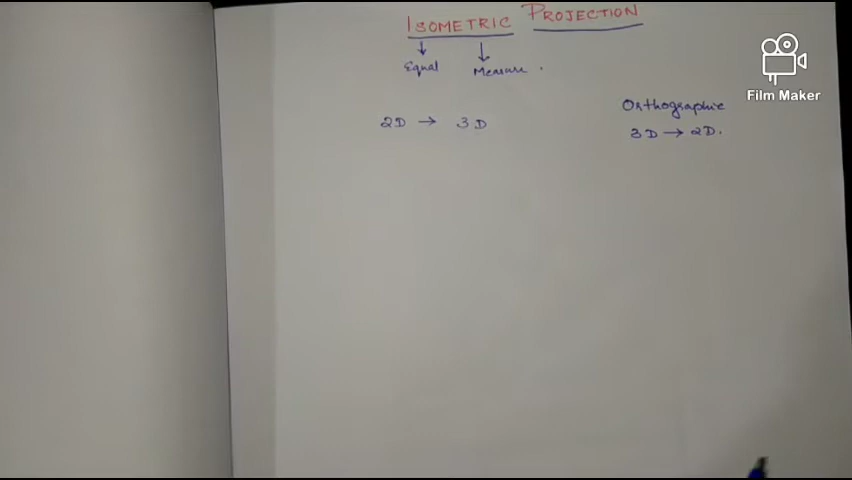 ISOMETRIC PROJECTION
Equal Measure.
2D → 3D
Orthographic
3D → 2D.
Film Maker